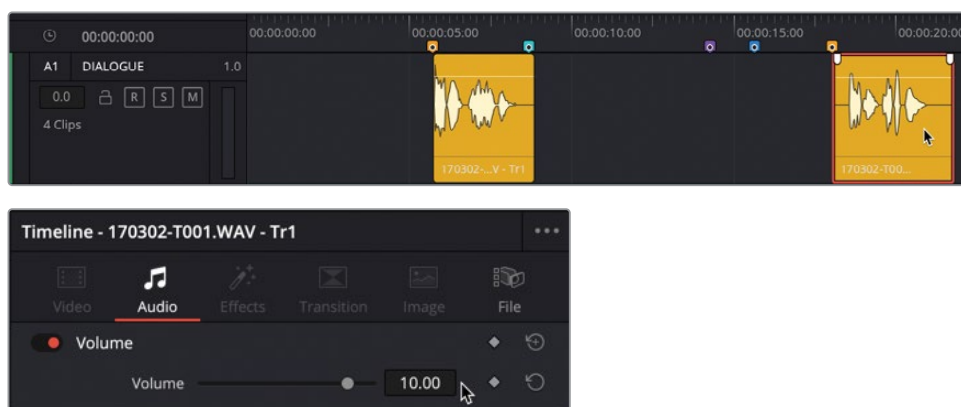 00:00:00:00 00:00:00:00 00:00:05:00 00:00:10:00 00:00:15:00 00:00:20:00
A1 DIALOGUE 1.0
0.0 R S M
4 Clips
170302-...V - Tr1 170302-T00...
Timeline - 170302-T001.WAV - Tr1
Video Audio Effects Transition Image File
Volume
Volume 10.00